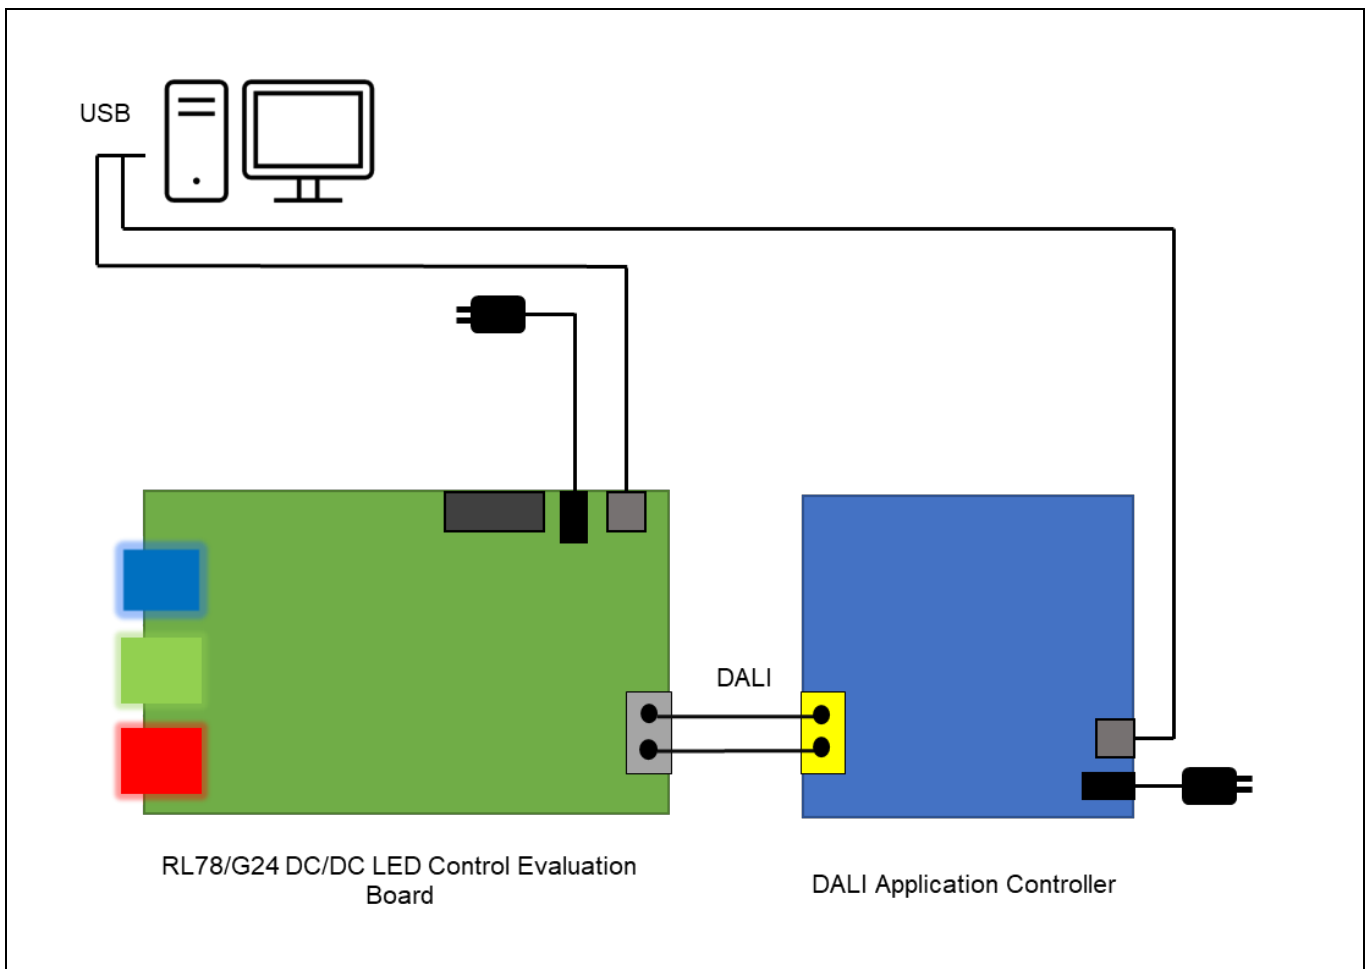 USB
DALI
RL78/G24 DC/DC LED Control Evaluation
Board
DALI Application Controller